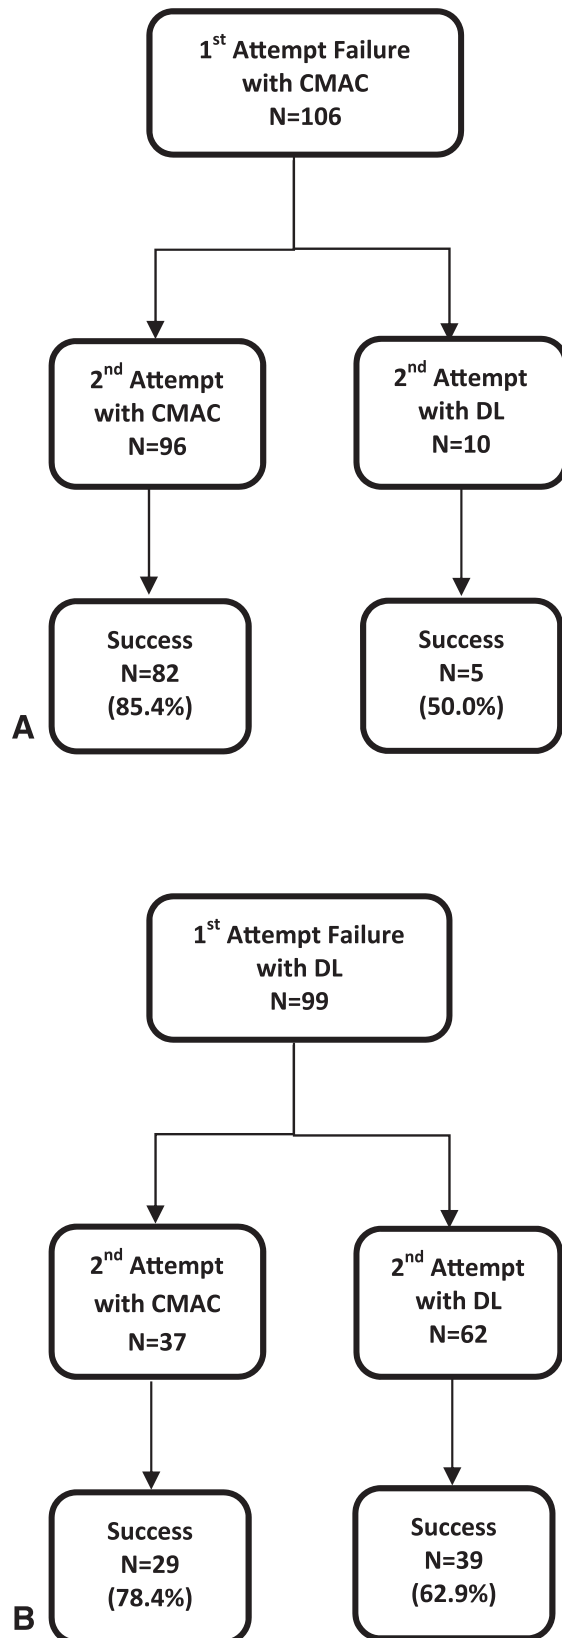 1st Attempt Failure
with CMAC
N=106
2nd Attempt
with CMAC
N=96
2nd Attempt
with DL
N=10
Success
N=82
(85.4%)
Success
N=5
(50.0%)
A
1st Attempt Failure
with DL
N=99
2nd Attempt
with CMAC
N=37
2nd Attempt
with DL
N=62
Success
N=29
(78.4%)
Success
N=39
(62.9%)
B